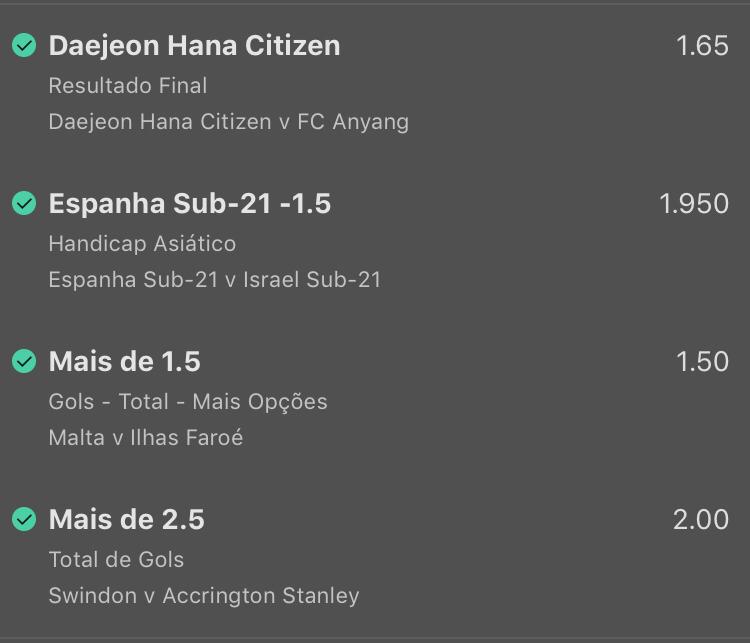 Daejeon Hana Citizen 1.65
Resultado Final
Daejeon Hana Citizen v FC Anyang
Espanha Sub-21 -1.5 1.950
Handicap Asiático
Espanha Sub-21 v Israel Sub-21
Mais de 1.5 1.50
Gols - Total - Mais Opções
Malta v Ilhas Faroé
Mais de 2.5 2.00
Total de Gols
Swindon v Accrington Stanley